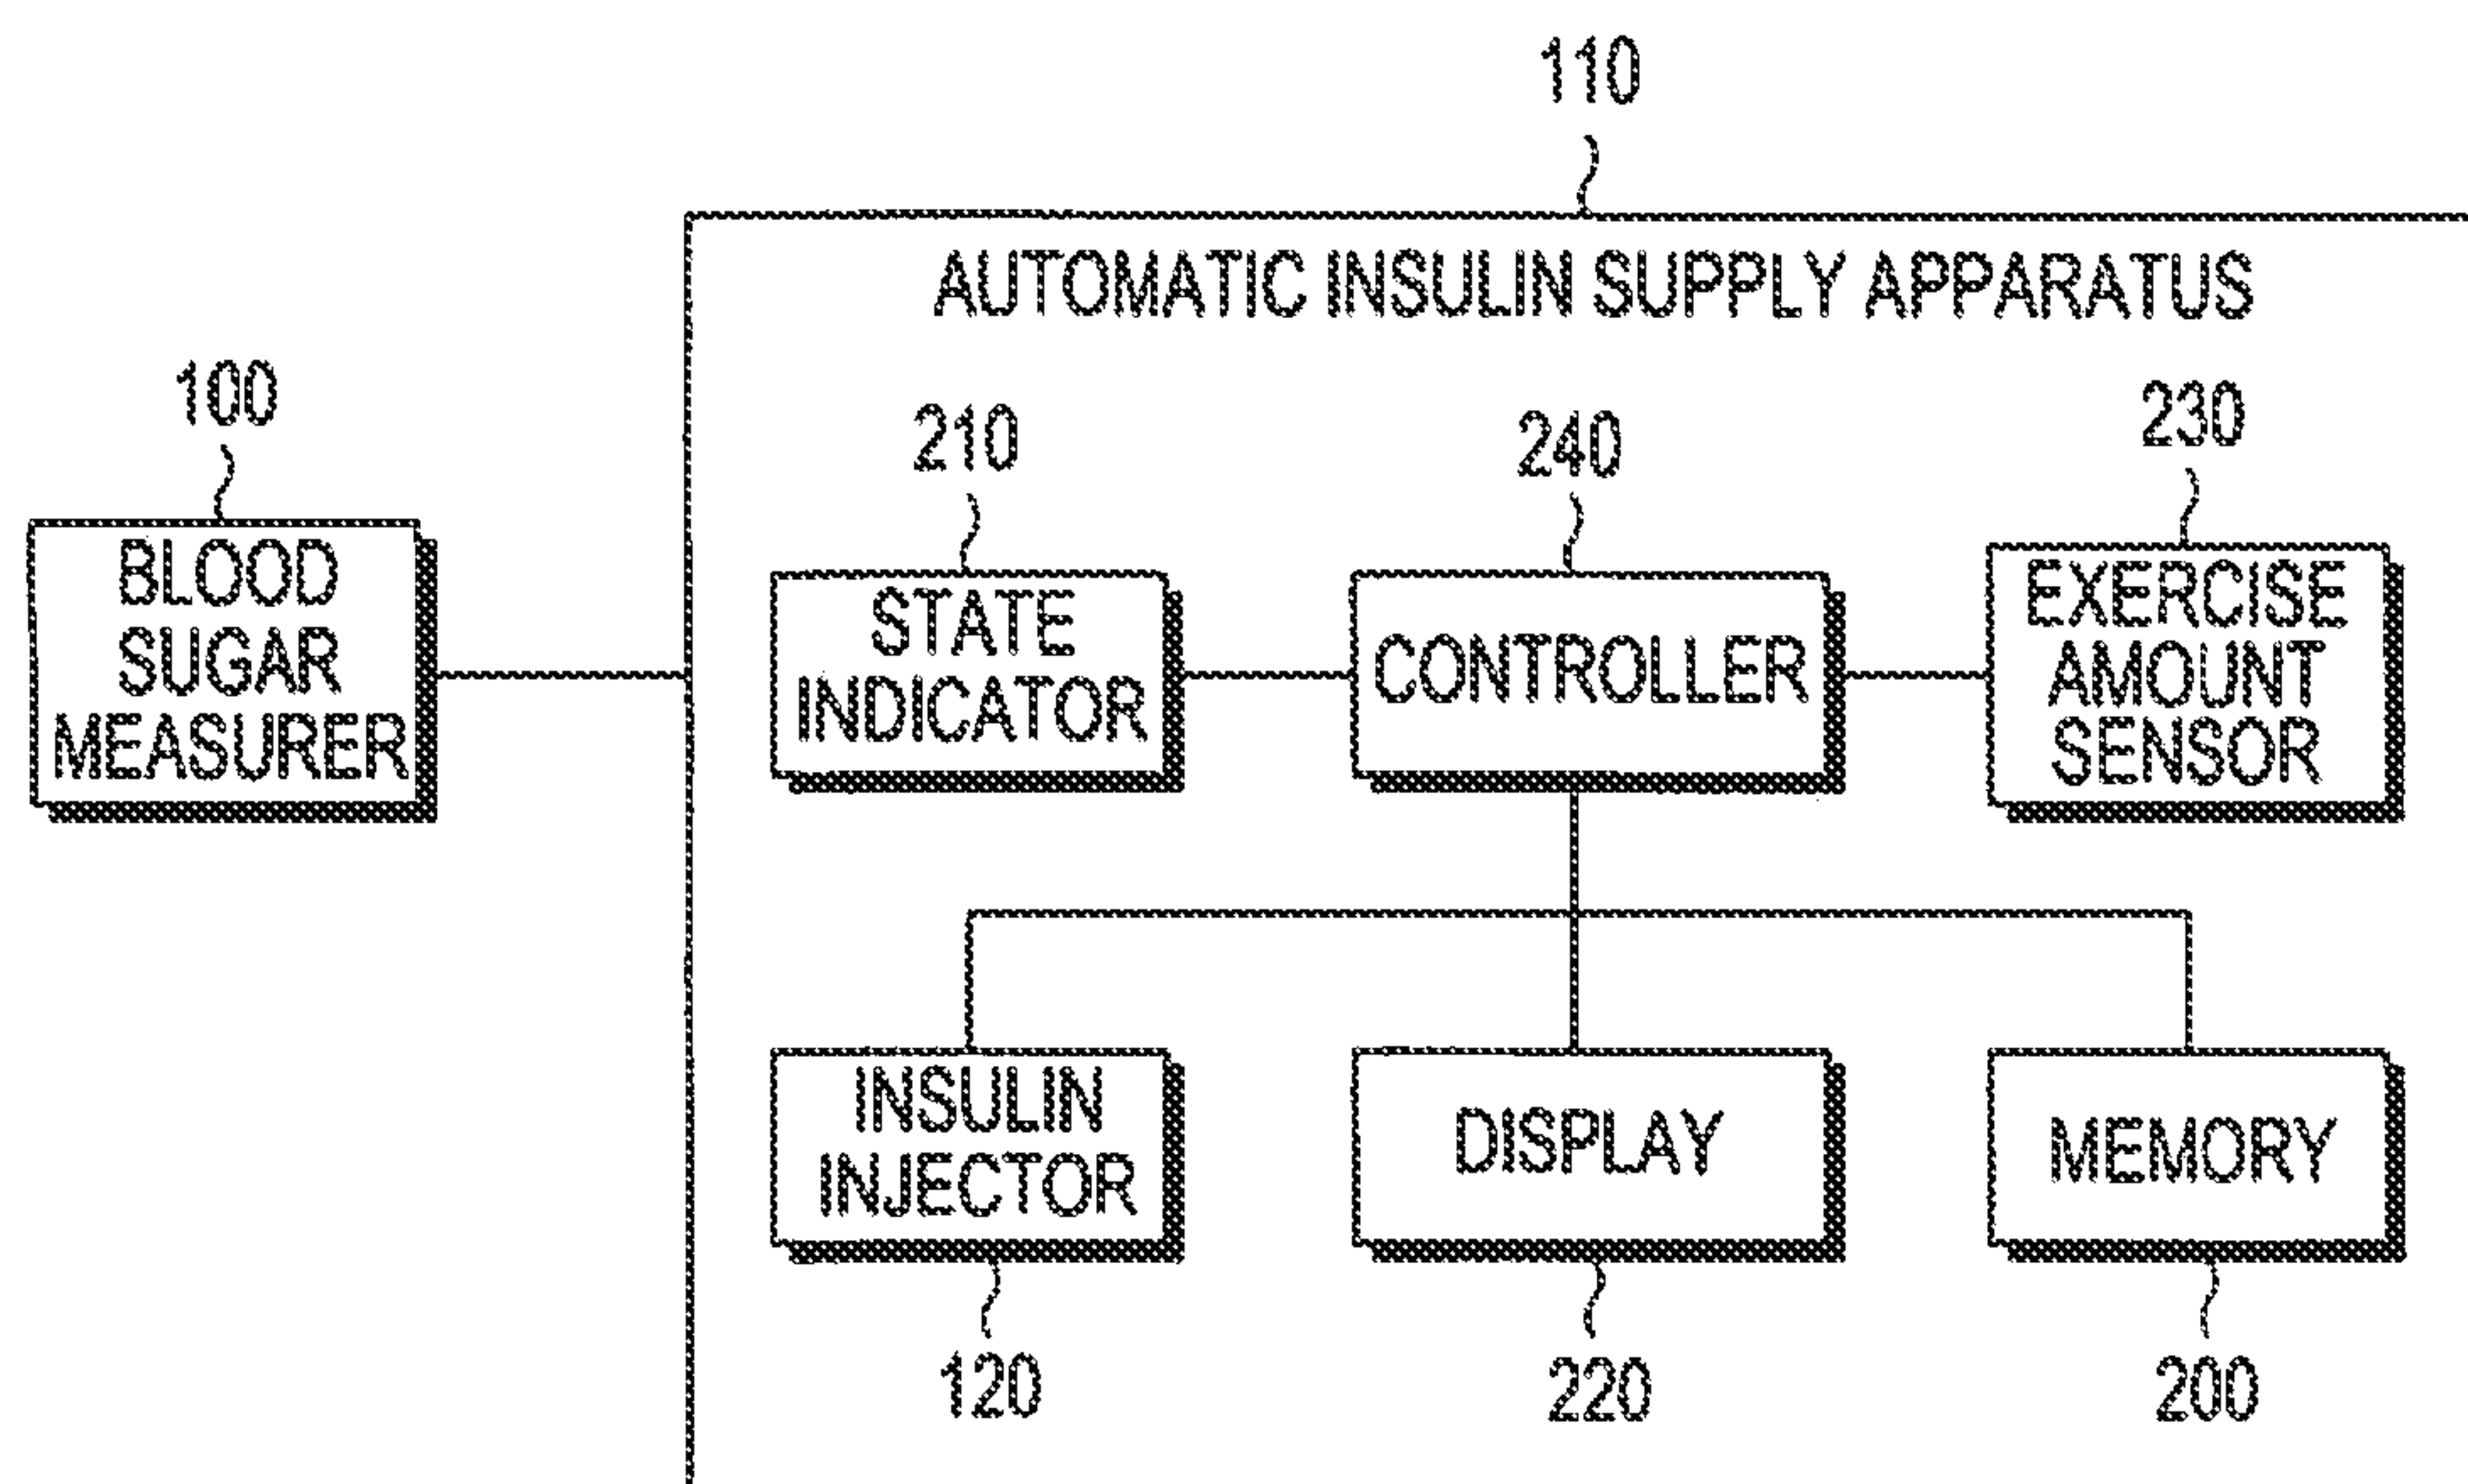 110
AUTOMATIC INSULIN SUPPLY APPARATUS
100
BLOOD
SUGAR
MEASURER
210
STATE
INDICATOR
240
CONTROLLER
230
EXERCISE
AMOUNT
SENSOR
INSULIN
INJECTOR
120
DISPLAY
220
MEMORY
200